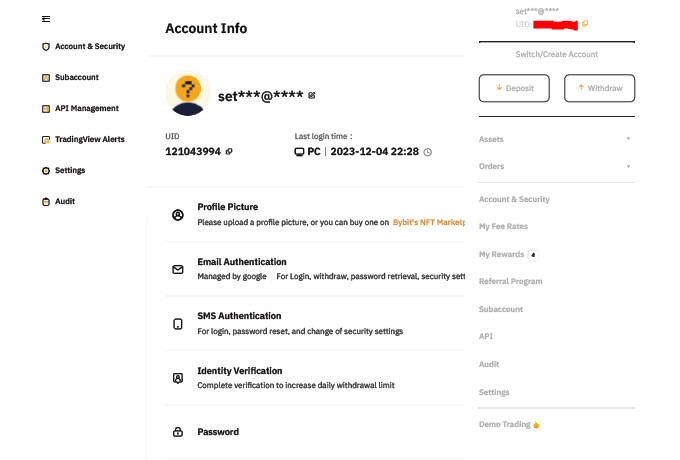 Account & Security
Subaccount
API Management
TradingView Alerts
Settings
Audit
Account Info
set***@****
UID
121043994
Last login time :
PC | 2023-12-04 22:28
Profile Picture
Please upload a profile picture, or you can buy one on Bybit's NFT Marketp
Email Authentication
Managed by google For Login, withdraw, password retrieval, security sett
SMS Authentication
For login, password reset, and change of security settings
Identity Verification
Complete verification to increase daily withdrawal limit
Password
set***@****
UID:
Switch/Create Account
Deposit
Withdraw
Assets
Orders
Account & Security
My Fee Rates
My Rewards 4
Referral Program
Subaccount
API
Audit
Settings
Demo Trading